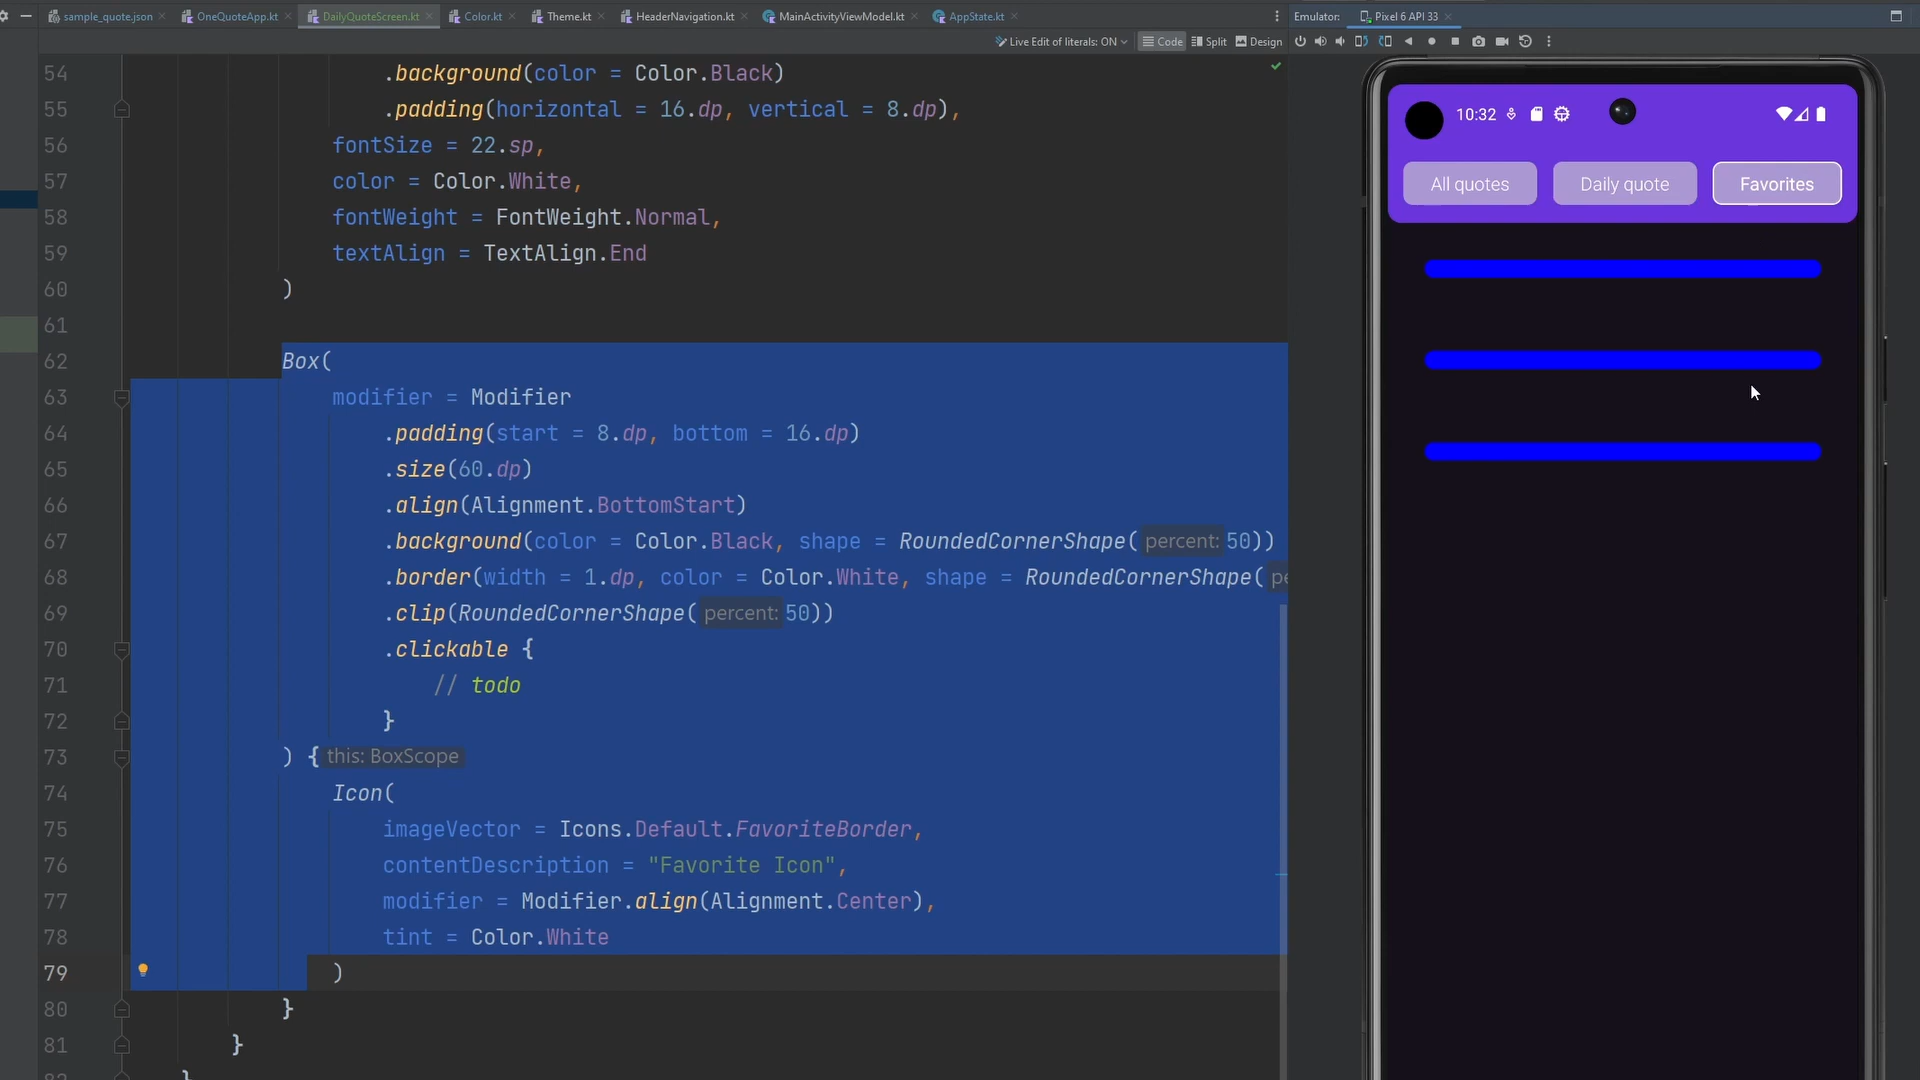 sample_quote.json
OneQuoteApp.kt
DailyQuoteScreen.kt
Color.kt
Theme.kt
HeaderNavigation.kt
MainActivityViewModel.kt
AppState.kt
Emulator:
Pixel 6 API 33
Live Edit of literals: ON
Code
Split
Design
54 .background(color = Color.Black)
55 .padding(horizontal = 16.dp, vertical = 8.dp),
56 fontSize = 22.sp,
57 color = Color.White,
58 fontWeight = FontWeight.Normal,
59 textAlign = TextAlign.End
60 )
61
62 Box(
63 modifier = Modifier
64 .padding(start = 8.dp, bottom = 16.dp)
65 .size(60.dp)
66 .align(Alignment.BottomStart)
67 .background(color = Color.Black, shape = RoundedCornerShape( percent: 50))
68 .border(width = 1.dp, color = Color.White, shape = RoundedCornerShape( pe
69 .clip(RoundedCornerShape( percent: 50))
70 .clickable {
71 // todo
72 }
73 ) { this: BoxScope
74 Icon(
75 imageVector = Icons.Default.FavoriteBorder,
76 contentDescription = "Favorite Icon",
77 modifier = Modifier.align(Alignment.Center),
78 tint = Color.White
79 )
80 }
81 }
82 }
10:32
All quotes
Daily quote
Favorites